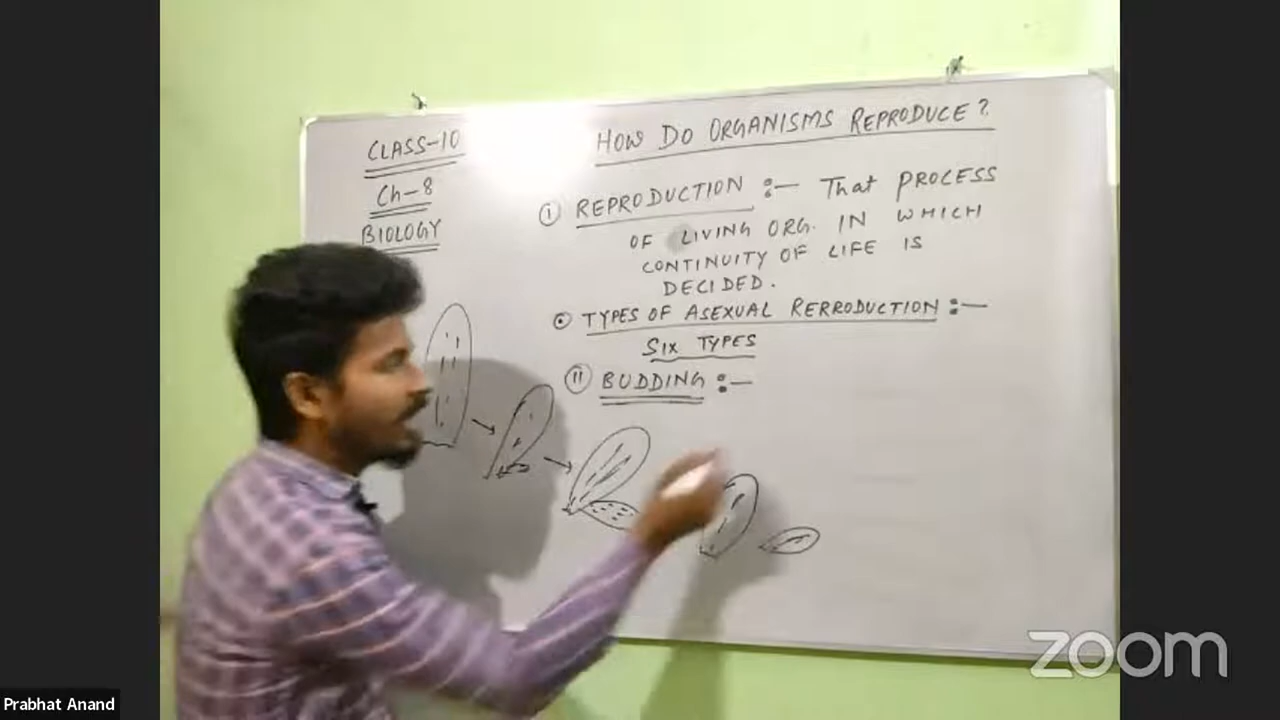 CLASS-10
Ch-8
BIOLOGY
HOW DO ORGANISMS REPRODUCE?
I REPRODUCTION :- That PROCESS
OF LIVING ORG. IN WHICH
CONTINUITY OF LIFE IS
DECIDED.
TYPES OF ASEXUAL RERRODUCTION :-
SIX TYPES
II BUDDING :-
zoom
Prabhat Anand